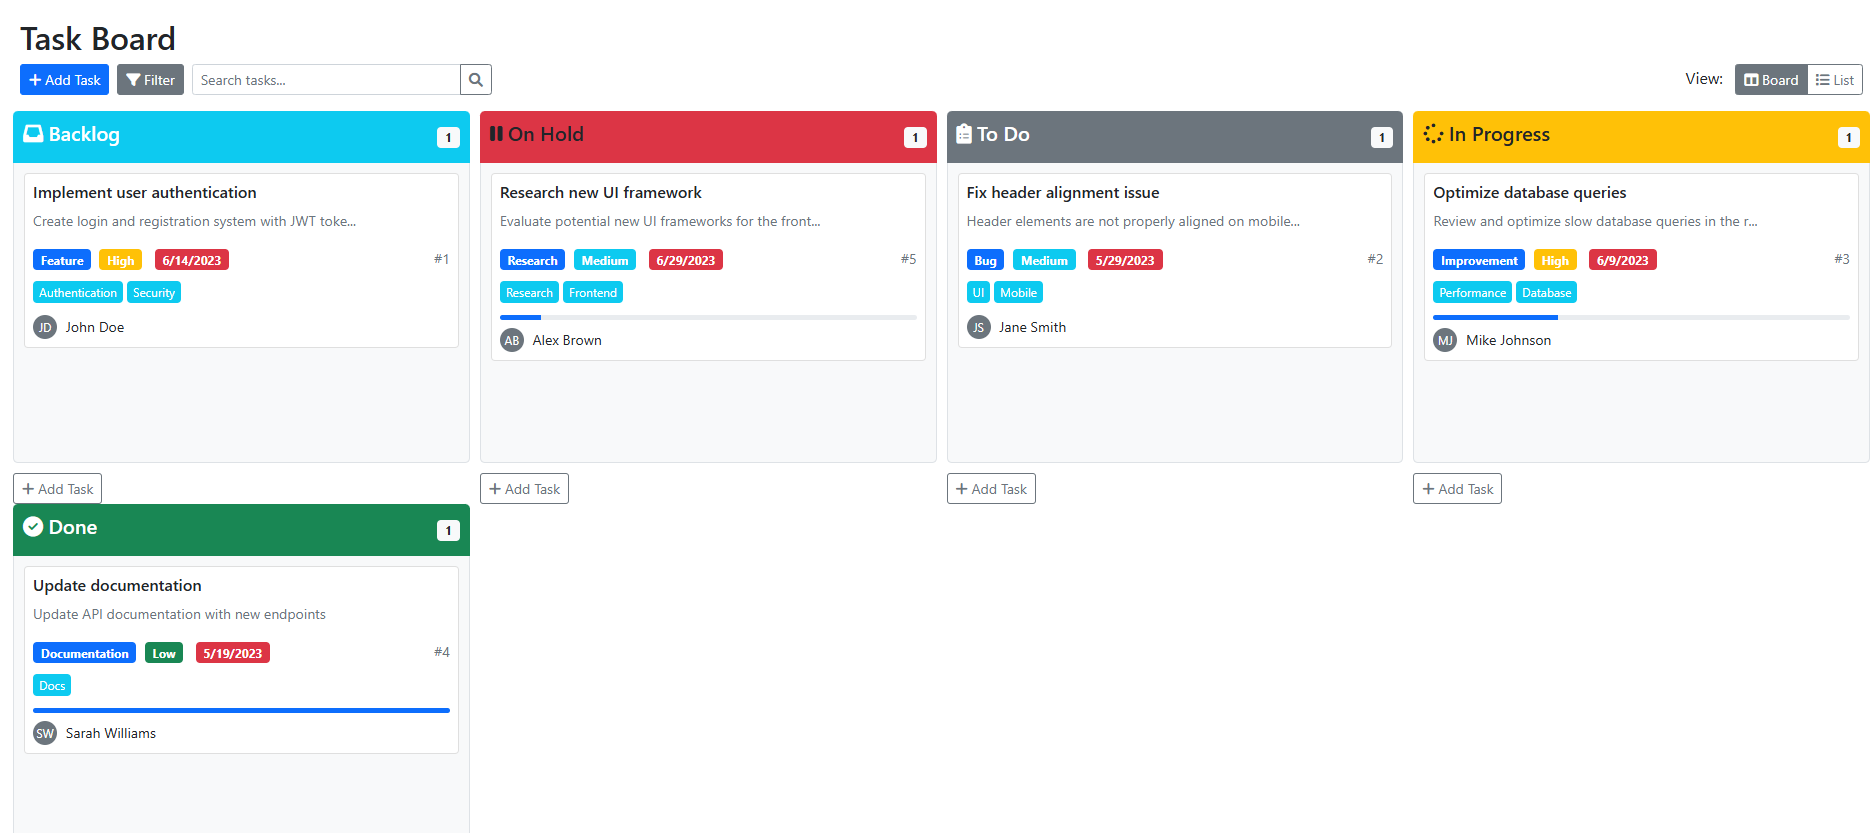 Task Board
Add Task
Filter
Search tasks...
View:
Board
List
Backlog
1
Implement user authentication
Create login and registration system with JWT toke...
Feature
High
6/14/2023
#1
Authentication
Security
JD
John Doe
Add Task
On Hold
1
Research new UI framework
Evaluate potential new UI frameworks for the front...
Research
Medium
6/29/2023
#5
Research
Frontend
AB
Alex Brown
Add Task
To Do
1
Fix header alignment issue
Header elements are not properly aligned on mobile...
Bug
Medium
5/29/2023
#2
UI
Mobile
JS
Jane Smith
Add Task
In Progress
1
Optimize database queries
Review and optimize slow database queries in the r...
Improvement
High
6/9/2023
#3
Performance
Database
MJ
Mike Johnson
Add Task
Done
1
Update documentation
Update API documentation with new endpoints
Documentation
Low
5/19/2023
#4
Docs
SW
Sarah Williams